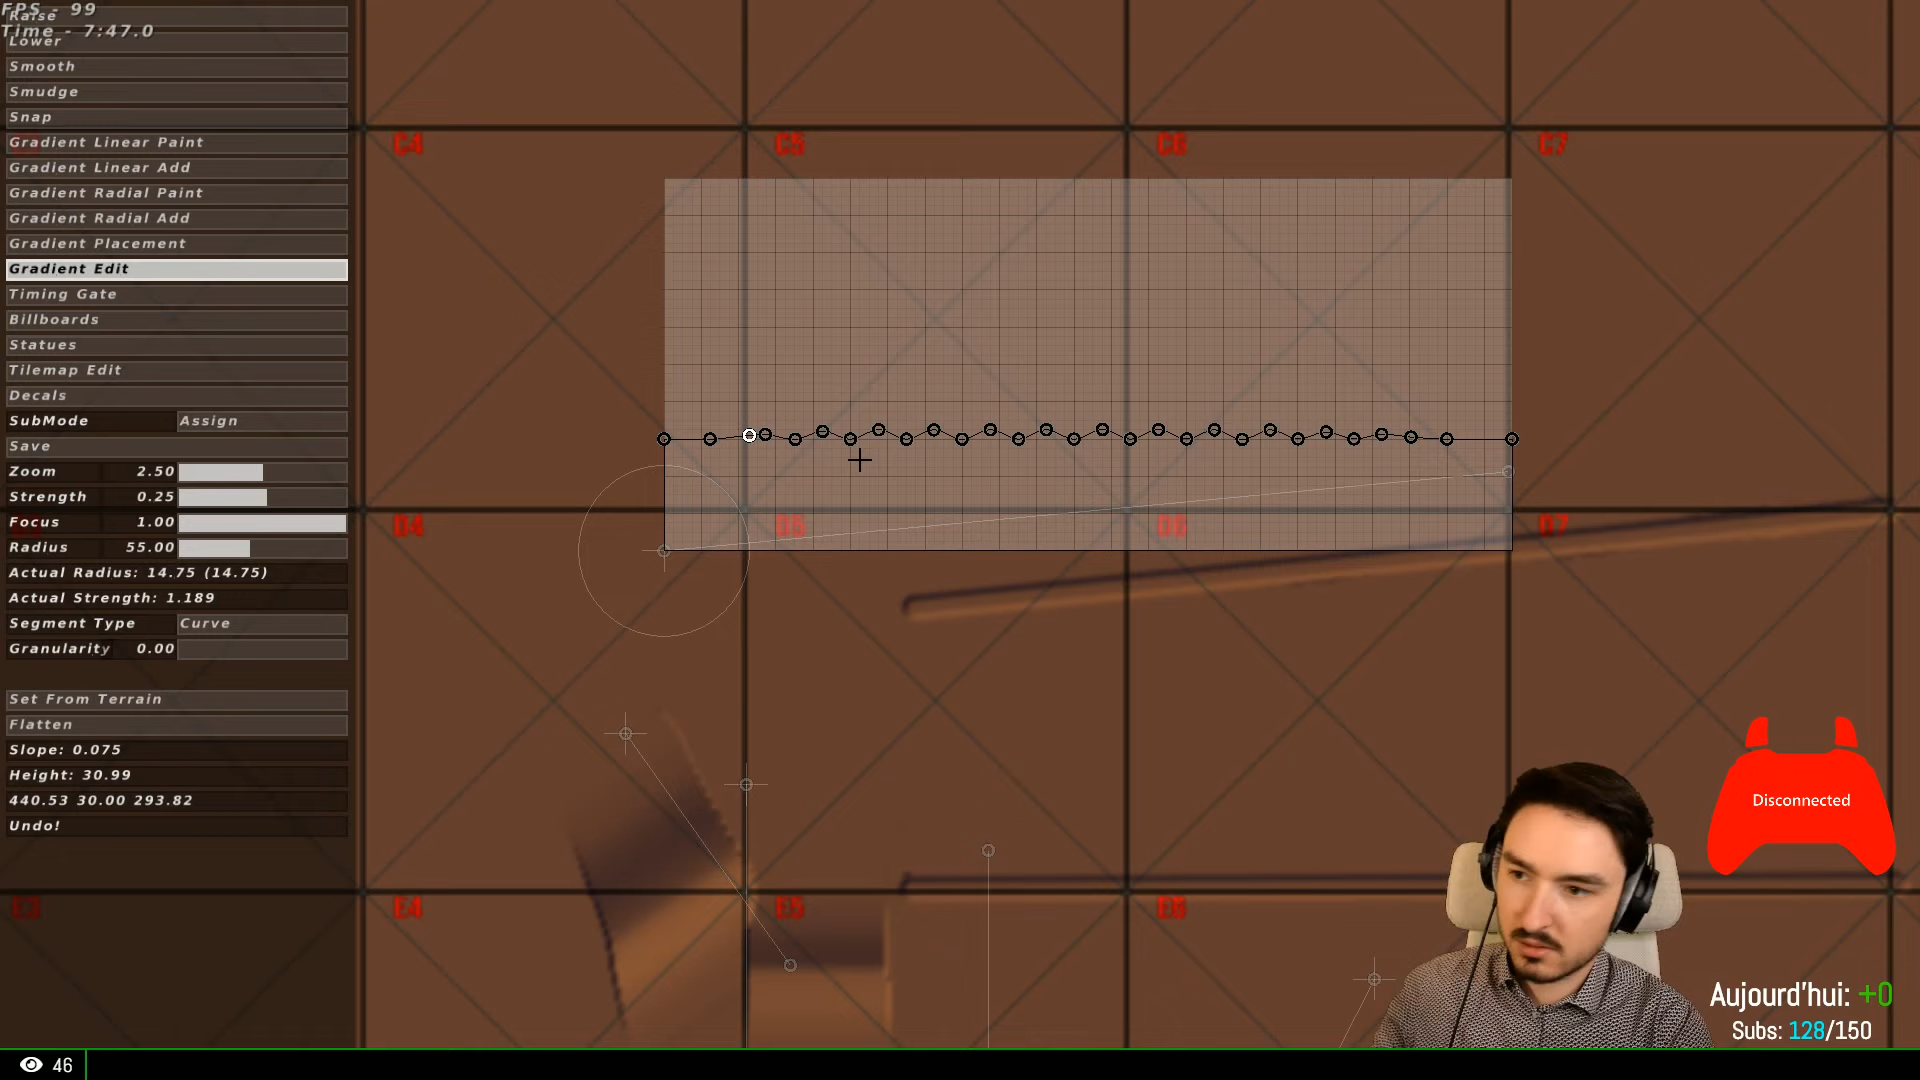 FPS - 99
Raise
Time - 7:47.0
Lower
Smooth
Smudge
Snap
Gradient Linear Paint
Gradient Linear Add
Gradient Radial Paint
Gradient Radial Add
Gradient Placement
Gradient Edit
Timing Gate
Billboards
Statues
Tilemap Edit
Decals
SubMode Assign
Save
Zoom 2.50
Strength 0.25
Focus 1.00
Radius 55.00
Actual Radius: 14.75 (14.75)
Actual Strength: 1.189
Segment Type Curve
Granularity 0.00
Set From Terrain
Flatten
Slope: 0.075
Height: 30.99
440.53 30.00 293.82
Undo!
C4 C5 C6 C7
D4 D5 D6 D7
E3 E4 E5 E6
Disconnected
Aujourd'hui: +0
Subs: 128/150
46